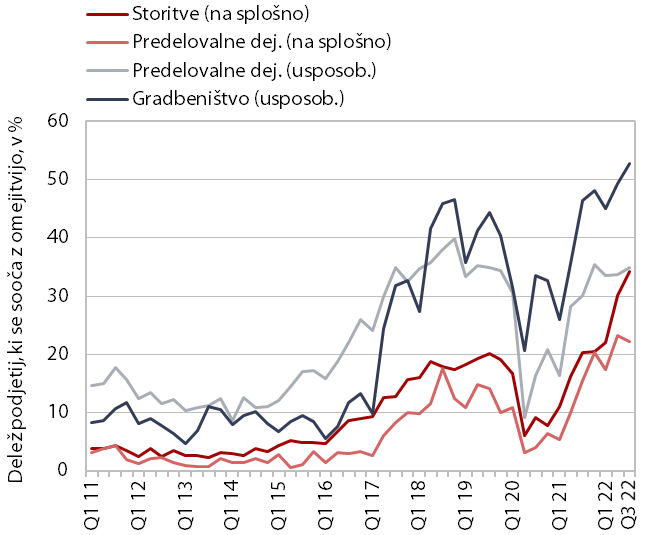 Storitve (na splošno)
Predelovalne dej. (na splošno)
Predelovalne dej. (usposob.)
Gradbeništvo (usposob.)
Delež podjetij, ki se sooča z omejitvijo, v %
60
50
40
30
20
10
0
Q1 11
Q1 12
Q1 13
Q1 14
Q1 15
Q1 16
Q1 17
Q1 18
Q1 19
Q1 20
Q1 21
Q1 22
Q3 22